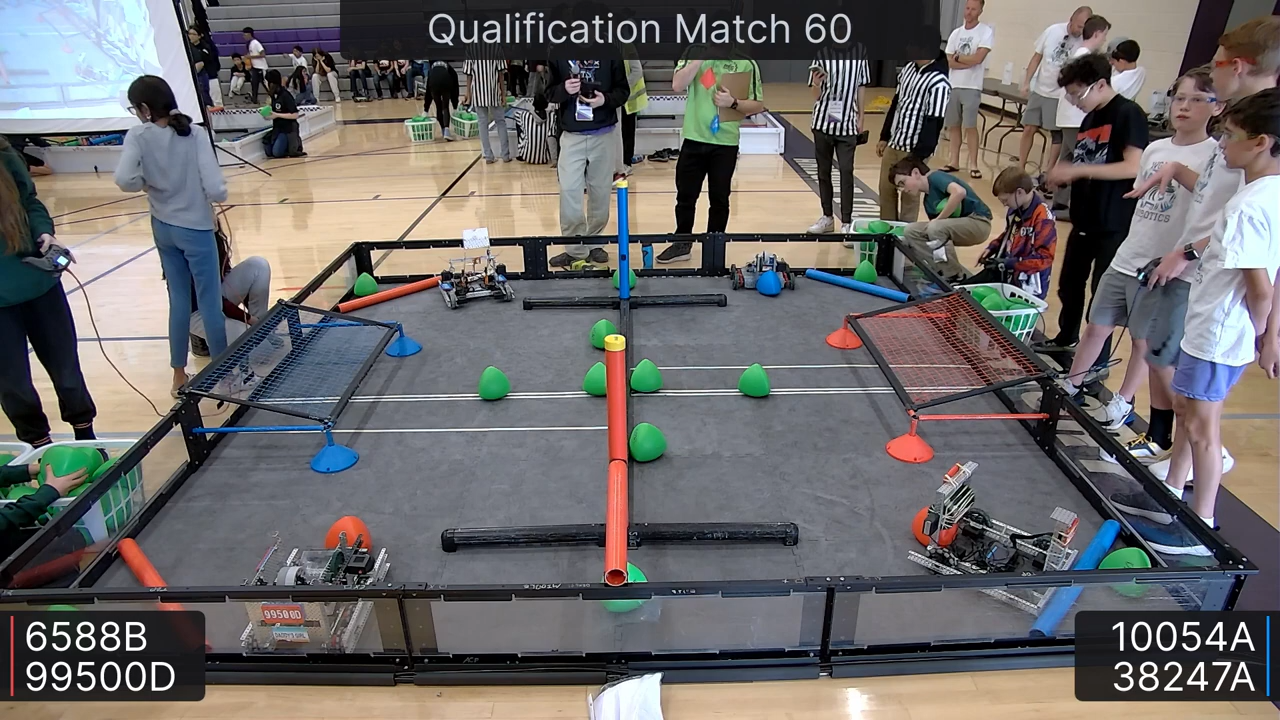 Qualification Match 60
6588B
99500D
10054A
38247A
99500D